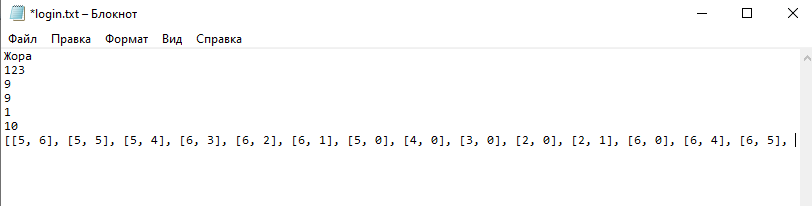 *login.txt – Блокнот
Файл Правка Формат Вид Справка
Жора
123
9
9
1
10
[[5, 6], [5, 5], [5, 4], [6, 3], [6, 2], [6, 1], [5, 0], [4, 0], [3, 0], [2, 0], [2, 1], [6, 0], [6, 4], [6, 5],